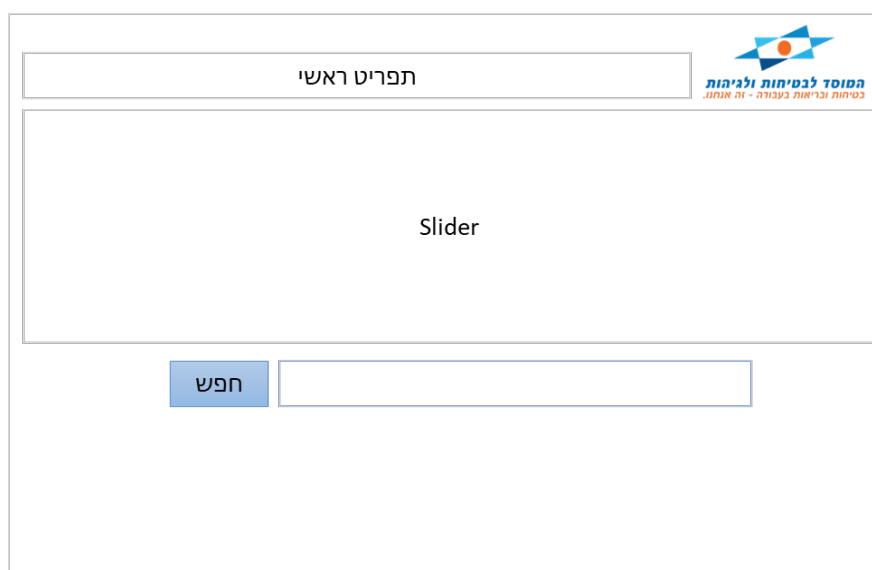 המוסד לבטיחות ולגיהות
בטיחות ובריאות בעבודה - זה אנחנו.
תפריט ראשי
Slider
חפש